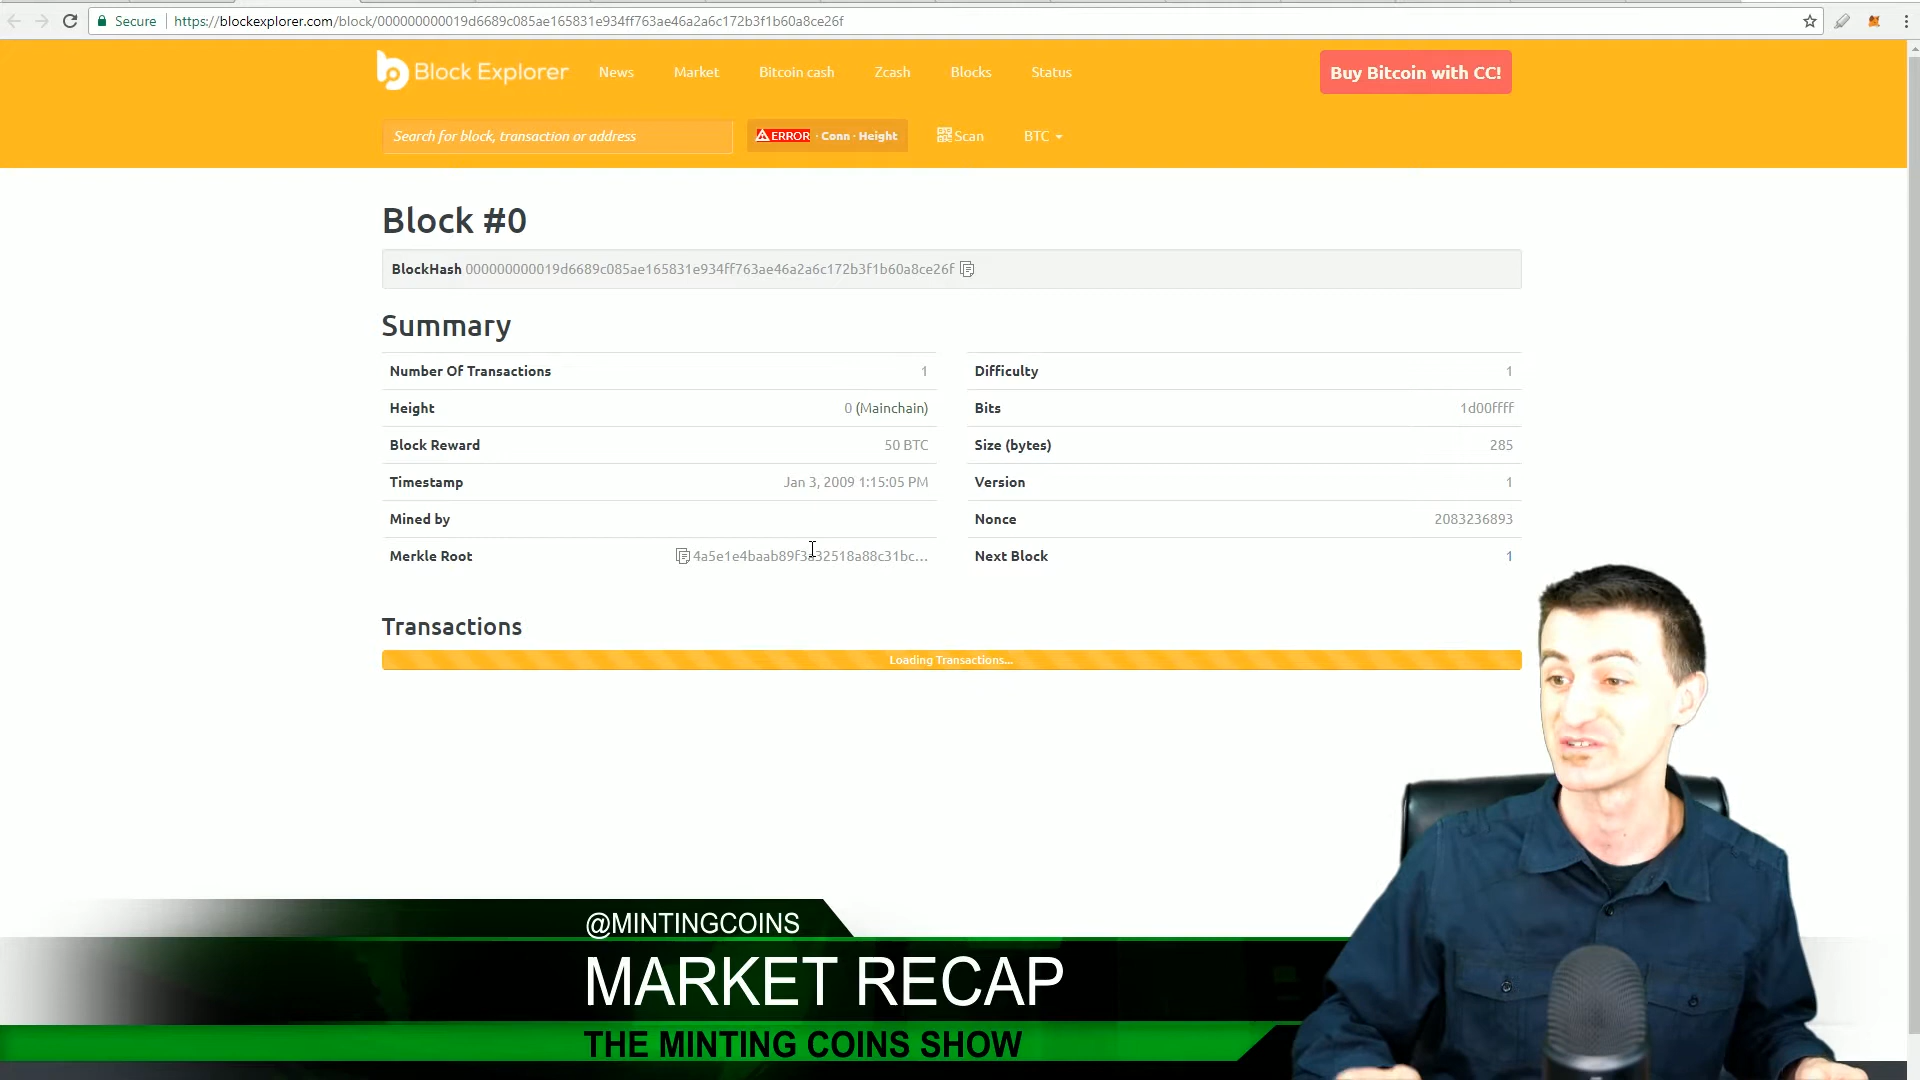 Secure https://blockexplorer.com/block/000000000019d6689c085ae165831e934ff763ae46a2a6c172b3f1b60a8ce26f
Block Explorer News Market Bitcoin cash Zcash Blocks Status Buy Bitcoin with CC!
Search for block, transaction or address ERROR · Conn · Height Scan BTC
Block #0
BlockHash 000000000019d6689c085ae165831e934ff763ae46a2a6c172b3f1b60a8ce26f
Summary
Number Of Transactions 1 Difficulty 1
Height 0 (Mainchain) Bits 1d00ffff
Block Reward 50 BTC Size (bytes) 285
Timestamp Jan 3, 2009 1:15:05 PM Version 1
Mined by Nonce 2083236893
Merkle Root 4a5e1e4baab89f3a32518a88c31bc... Next Block 1
Transactions
Loading Transactions...
@MINTINGCOINS
MARKET RECAP
THE MINTING COINS SHOW